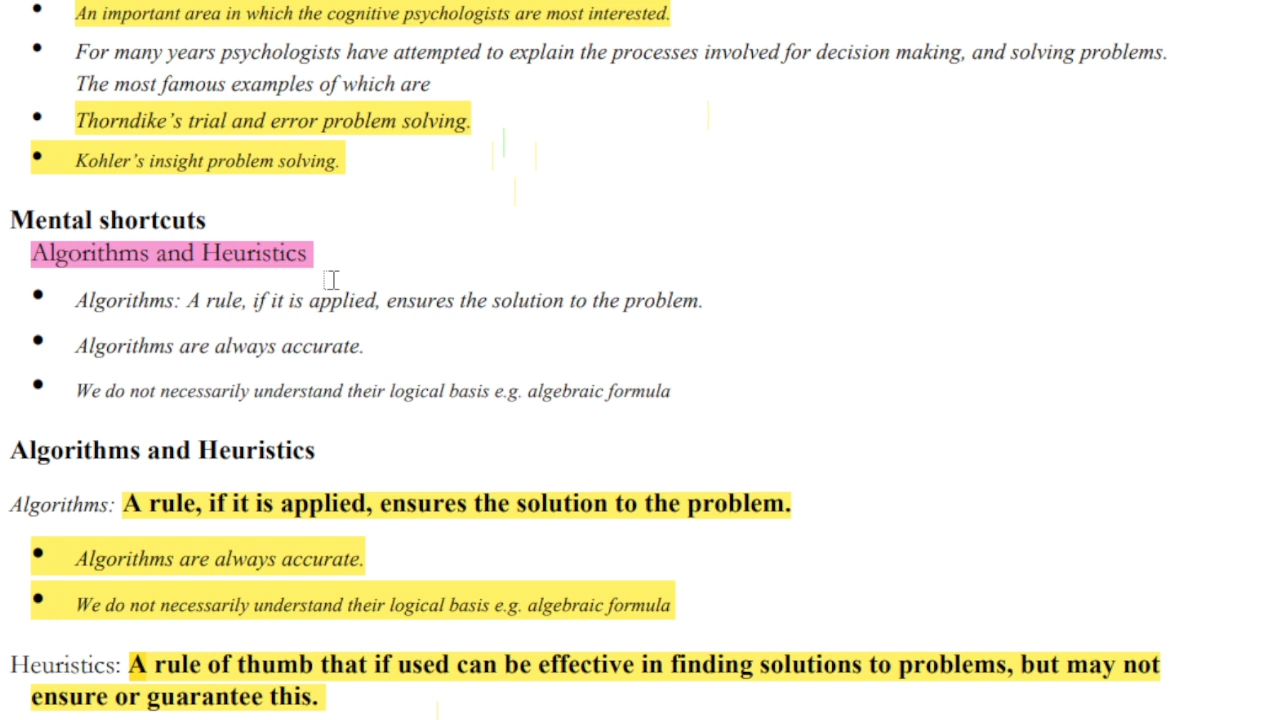 • An important area in which the cognitive psychologists are most interested.
• For many years psychologists have attempted to explain the processes involved for decision making, and solving problems.
The most famous examples of which are
• Thorndike's trial and error problem solving.
• Kohler's insight problem solving.
Mental shortcuts
Algorithms and Heuristics
• Algorithms: A rule, if it is applied, ensures the solution to the problem.
• Algorithms are always accurate.
• We do not necessarily understand their logical basis e.g. algebraic formula
Algorithms and Heuristics
Algorithms: A rule, if it is applied, ensures the solution to the problem.
• Algorithms are always accurate.
• We do not necessarily understand their logical basis e.g. algebraic formula
Heuristics: A rule of thumb that if used can be effective in finding solutions to problems, but may not
ensure or guarantee this.